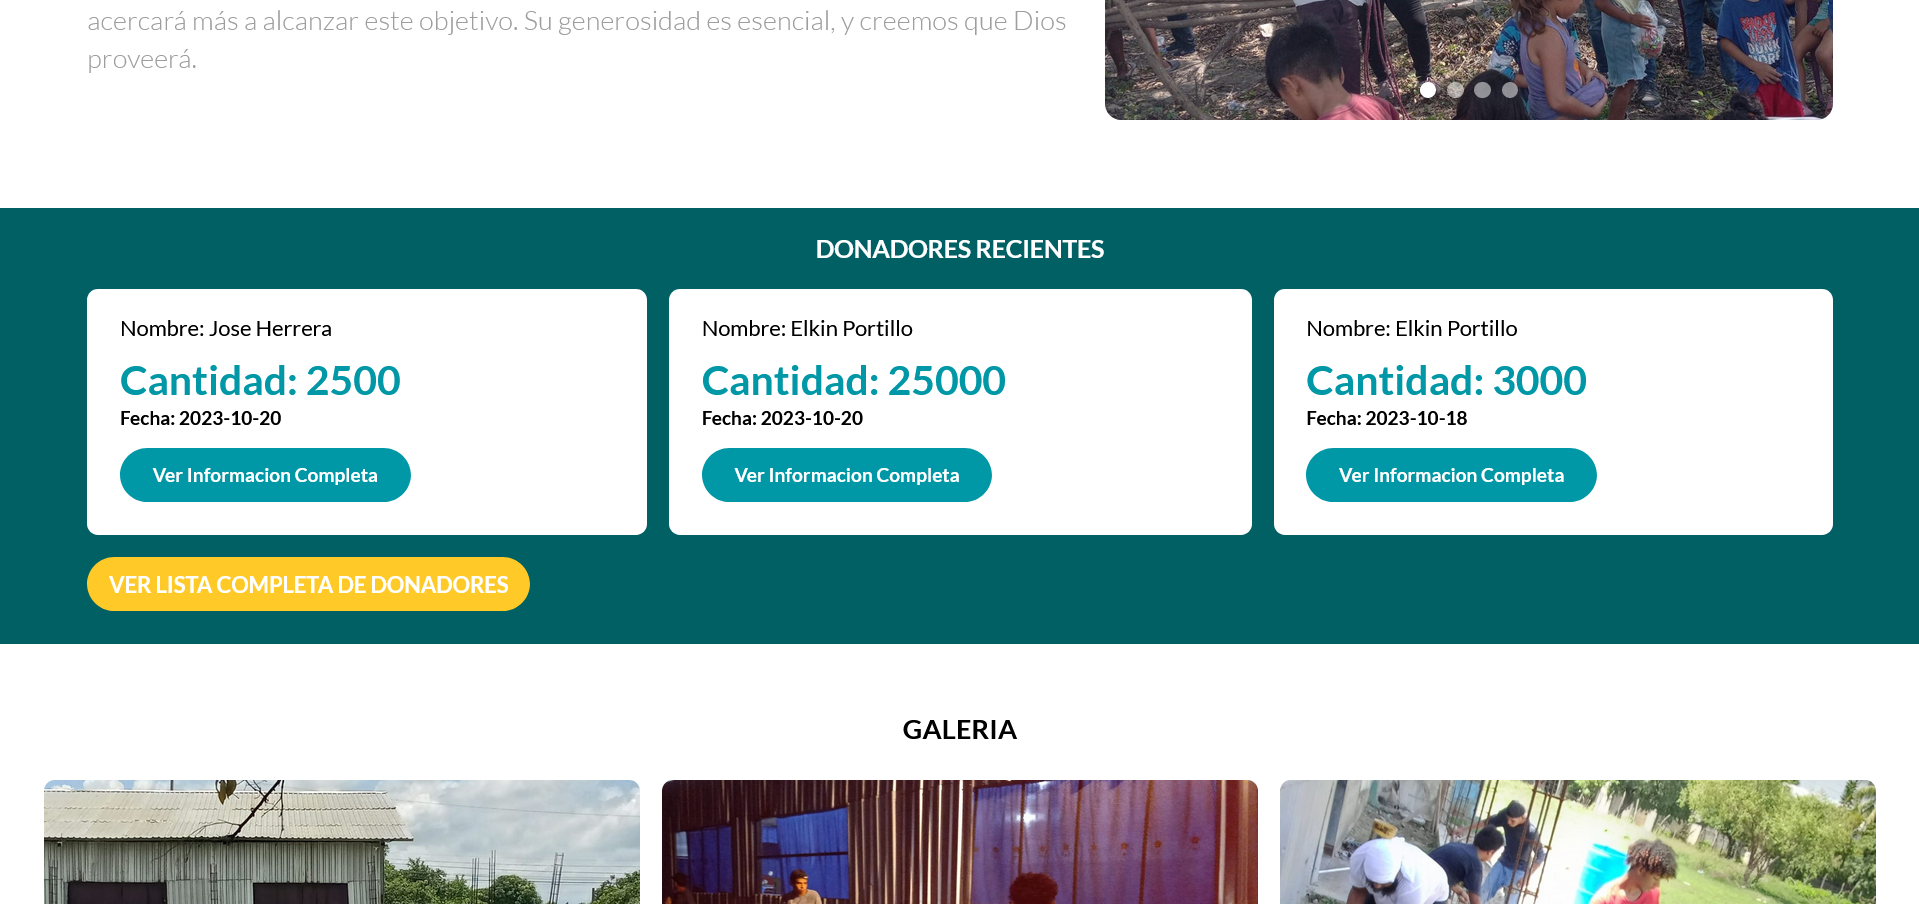 acercará más a alcanzar este objetivo. Su generosidad es esencial, y creemos que Dios
proveerá.
DONADORES RECIENTES
Nombre: Jose Herrera
Cantidad: 2500
Fecha: 2023-10-20
Ver Informacion Completa
Nombre: Elkin Portillo
Cantidad: 25000
Fecha: 2023-10-20
Ver Informacion Completa
Nombre: Elkin Portillo
Cantidad: 3000
Fecha: 2023-10-18
Ver Informacion Completa
VER LISTA COMPLETA DE DONADORES
GALERIA